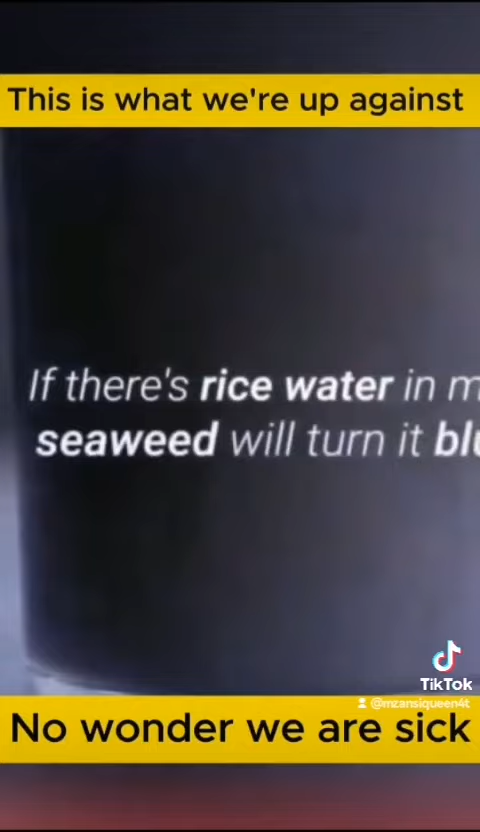 This is what we're up against
If there's rice water in m
seaweed will turn it blu
TikTok
@mzansiqueen4t
No wonder we are sick